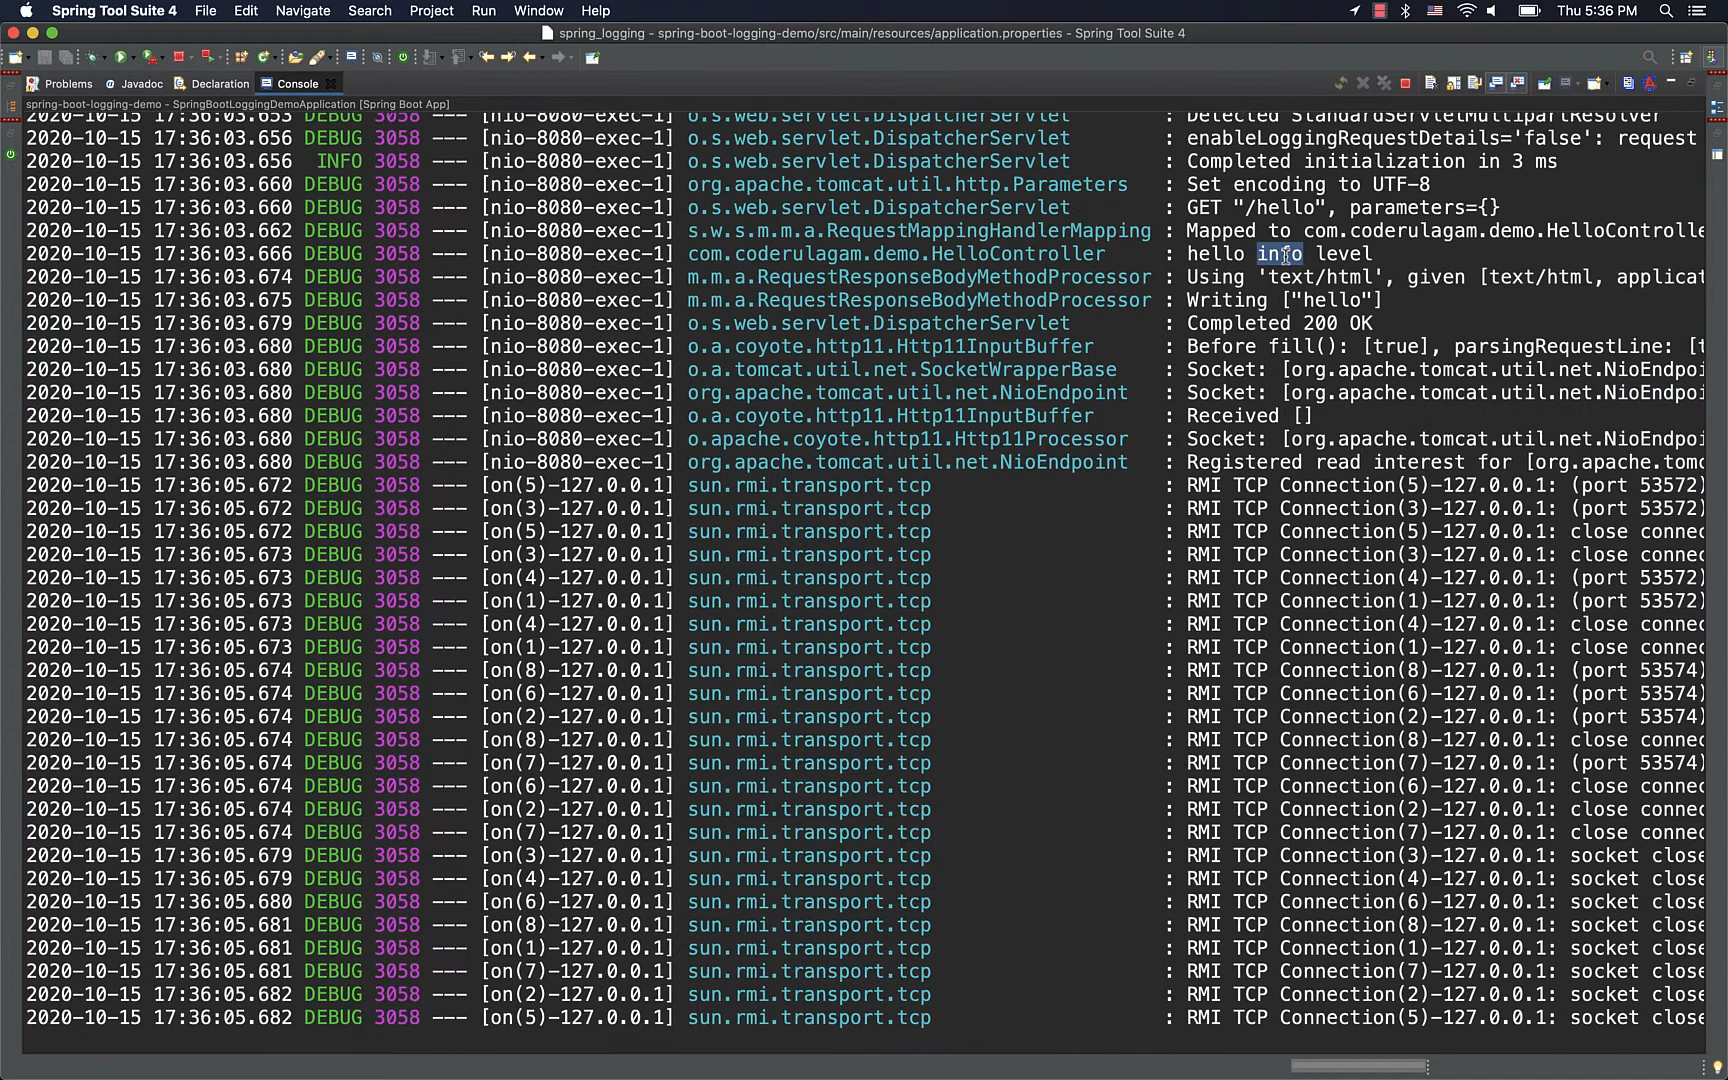 Spring Tool Suite 4 File Edit Navigate Search Project Run Window Help Thu 5:36 PM
spring_logging - spring-boot-logging-demo/src/main/resources/application.properties - Spring Tool Suite 4
Problems Javadoc Declaration Console
spring-boot-logging-demo - SpringBootLoggingDemoApplication [Spring Boot App]
2020-10-15 17:36:03.653 DEBUG 3058 --- [nio-8080-exec-1] o.s.web.servlet.DispatcherServlet : Detected StandardServletMultipartResolver
2020-10-15 17:36:03.656 DEBUG 3058 --- [nio-8080-exec-1] o.s.web.servlet.DispatcherServlet : enableLoggingRequestDetails='false': request
2020-10-15 17:36:03.656 INFO 3058 --- [nio-8080-exec-1] o.s.web.servlet.DispatcherServlet : Completed initialization in 3 ms
2020-10-15 17:36:03.660 DEBUG 3058 --- [nio-8080-exec-1] org.apache.tomcat.util.http.Parameters : Set encoding to UTF-8
2020-10-15 17:36:03.660 DEBUG 3058 --- [nio-8080-exec-1] o.s.web.servlet.DispatcherServlet : GET "/hello", parameters={}
2020-10-15 17:36:03.662 DEBUG 3058 --- [nio-8080-exec-1] s.w.s.m.m.a.RequestMappingHandlerMapping : Mapped to com.coderulagam.demo.HelloControlle
2020-10-15 17:36:03.666 DEBUG 3058 --- [nio-8080-exec-1] com.coderulagam.demo.HelloController : hello info level
2020-10-15 17:36:03.674 DEBUG 3058 --- [nio-8080-exec-1] m.m.a.RequestResponseBodyMethodProcessor : Using 'text/html', given [text/html, applicat
2020-10-15 17:36:03.675 DEBUG 3058 --- [nio-8080-exec-1] m.m.a.RequestResponseBodyMethodProcessor : Writing ["hello"]
2020-10-15 17:36:03.679 DEBUG 3058 --- [nio-8080-exec-1] o.s.web.servlet.DispatcherServlet : Completed 200 OK
2020-10-15 17:36:03.680 DEBUG 3058 --- [nio-8080-exec-1] o.a.coyote.http11.Http11InputBuffer : Before fill(): [true], parsingRequestLine: [t
2020-10-15 17:36:03.680 DEBUG 3058 --- [nio-8080-exec-1] o.a.tomcat.util.net.SocketWrapperBase : Socket: [org.apache.tomcat.util.net.NioEndpoi
2020-10-15 17:36:03.680 DEBUG 3058 --- [nio-8080-exec-1] org.apache.tomcat.util.net.NioEndpoint : Socket: [org.apache.tomcat.util.net.NioEndpoi
2020-10-15 17:36:03.680 DEBUG 3058 --- [nio-8080-exec-1] o.a.coyote.http11.Http11InputBuffer : Received []
2020-10-15 17:36:03.680 DEBUG 3058 --- [nio-8080-exec-1] o.apache.coyote.http11.Http11Processor : Socket: [org.apache.tomcat.util.net.NioEndpoi
2020-10-15 17:36:03.680 DEBUG 3058 --- [nio-8080-exec-1] org.apache.tomcat.util.net.NioEndpoint : Registered read interest for [org.apache.tomc
2020-10-15 17:36:05.672 DEBUG 3058 --- [on(5)-127.0.0.1] sun.rmi.transport.tcp : RMI TCP Connection(5)-127.0.0.1: (port 53572)
2020-10-15 17:36:05.672 DEBUG 3058 --- [on(3)-127.0.0.1] sun.rmi.transport.tcp : RMI TCP Connection(3)-127.0.0.1: (port 53572)
2020-10-15 17:36:05.672 DEBUG 3058 --- [on(5)-127.0.0.1] sun.rmi.transport.tcp : RMI TCP Connection(5)-127.0.0.1: close connec
2020-10-15 17:36:05.673 DEBUG 3058 --- [on(3)-127.0.0.1] sun.rmi.transport.tcp : RMI TCP Connection(3)-127.0.0.1: close connec
2020-10-15 17:36:05.673 DEBUG 3058 --- [on(4)-127.0.0.1] sun.rmi.transport.tcp : RMI TCP Connection(4)-127.0.0.1: (port 53572)
2020-10-15 17:36:05.673 DEBUG 3058 --- [on(1)-127.0.0.1] sun.rmi.transport.tcp : RMI TCP Connection(1)-127.0.0.1: (port 53572)
2020-10-15 17:36:05.673 DEBUG 3058 --- [on(4)-127.0.0.1] sun.rmi.transport.tcp : RMI TCP Connection(4)-127.0.0.1: close connec
2020-10-15 17:36:05.673 DEBUG 3058 --- [on(1)-127.0.0.1] sun.rmi.transport.tcp : RMI TCP Connection(1)-127.0.0.1: close connec
2020-10-15 17:36:05.674 DEBUG 3058 --- [on(8)-127.0.0.1] sun.rmi.transport.tcp : RMI TCP Connection(8)-127.0.0.1: (port 53574)
2020-10-15 17:36:05.674 DEBUG 3058 --- [on(6)-127.0.0.1] sun.rmi.transport.tcp : RMI TCP Connection(6)-127.0.0.1: (port 53574)
2020-10-15 17:36:05.674 DEBUG 3058 --- [on(2)-127.0.0.1] sun.rmi.transport.tcp : RMI TCP Connection(2)-127.0.0.1: (port 53574)
2020-10-15 17:36:05.674 DEBUG 3058 --- [on(8)-127.0.0.1] sun.rmi.transport.tcp : RMI TCP Connection(8)-127.0.0.1: close connec
2020-10-15 17:36:05.674 DEBUG 3058 --- [on(7)-127.0.0.1] sun.rmi.transport.tcp : RMI TCP Connection(7)-127.0.0.1: (port 53574)
2020-10-15 17:36:05.674 DEBUG 3058 --- [on(6)-127.0.0.1] sun.rmi.transport.tcp : RMI TCP Connection(6)-127.0.0.1: close connec
2020-10-15 17:36:05.674 DEBUG 3058 --- [on(2)-127.0.0.1] sun.rmi.transport.tcp : RMI TCP Connection(2)-127.0.0.1: close connec
2020-10-15 17:36:05.674 DEBUG 3058 --- [on(7)-127.0.0.1] sun.rmi.transport.tcp : RMI TCP Connection(7)-127.0.0.1: close connec
2020-10-15 17:36:05.679 DEBUG 3058 --- [on(3)-127.0.0.1] sun.rmi.transport.tcp : RMI TCP Connection(3)-127.0.0.1: socket close
2020-10-15 17:36:05.679 DEBUG 3058 --- [on(4)-127.0.0.1] sun.rmi.transport.tcp : RMI TCP Connection(4)-127.0.0.1: socket close
2020-10-15 17:36:05.680 DEBUG 3058 --- [on(6)-127.0.0.1] sun.rmi.transport.tcp : RMI TCP Connection(6)-127.0.0.1: socket close
2020-10-15 17:36:05.681 DEBUG 3058 --- [on(8)-127.0.0.1] sun.rmi.transport.tcp : RMI TCP Connection(8)-127.0.0.1: socket close
2020-10-15 17:36:05.681 DEBUG 3058 --- [on(1)-127.0.0.1] sun.rmi.transport.tcp : RMI TCP Connection(1)-127.0.0.1: socket close
2020-10-15 17:36:05.681 DEBUG 3058 --- [on(7)-127.0.0.1] sun.rmi.transport.tcp : RMI TCP Connection(7)-127.0.0.1: socket close
2020-10-15 17:36:05.682 DEBUG 3058 --- [on(2)-127.0.0.1] sun.rmi.transport.tcp : RMI TCP Connection(2)-127.0.0.1: socket close
2020-10-15 17:36:05.682 DEBUG 3058 --- [on(5)-127.0.0.1] sun.rmi.transport.tcp : RMI TCP Connection(5)-127.0.0.1: socket close